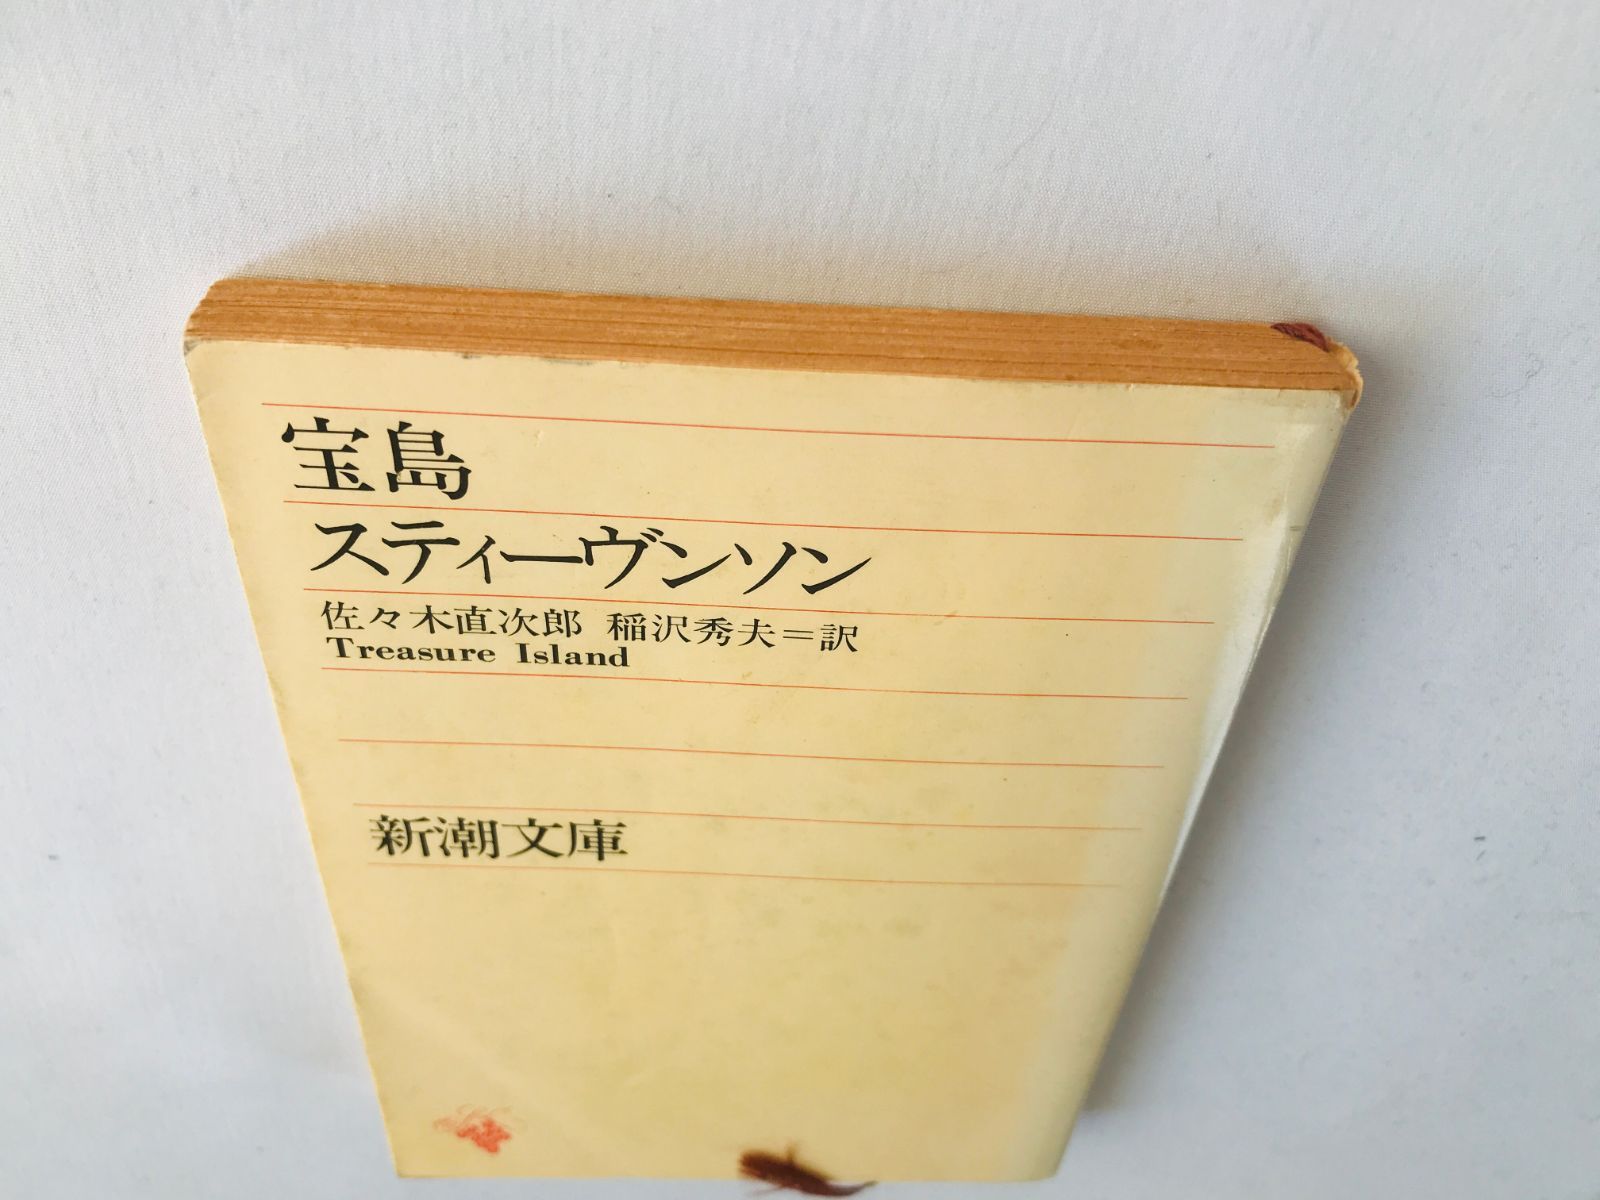 宝島
スティーヴンソン
佐々木直次郎 稲沢秀夫＝訳
Treasure Island
新潮文庫